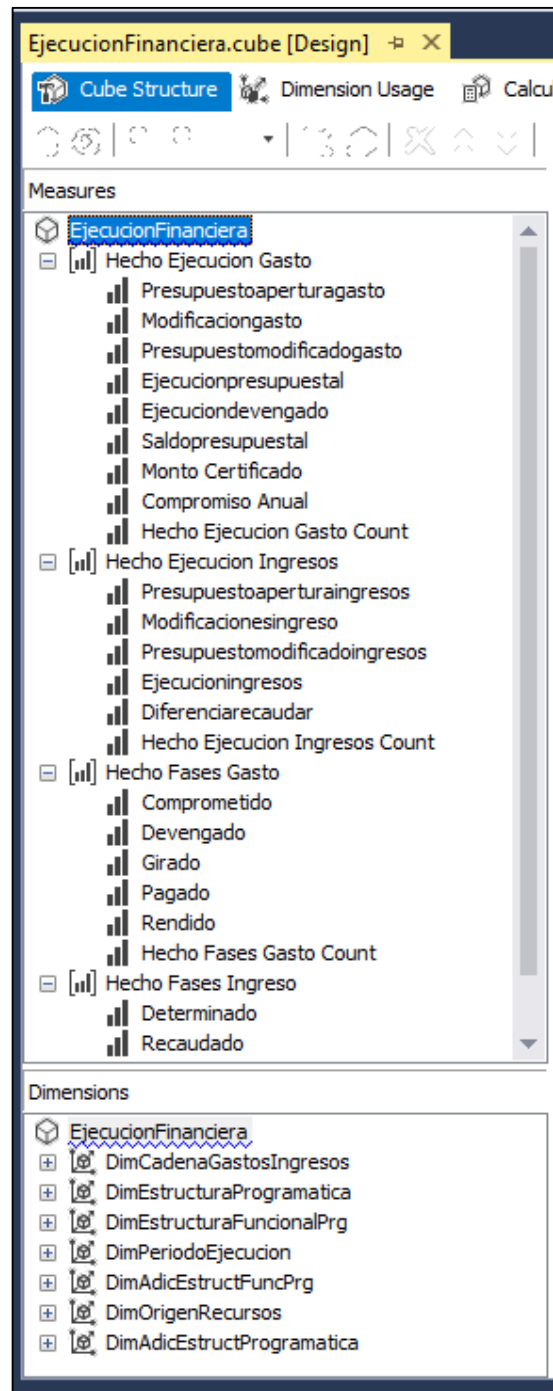 EjecucionFinanciera.cube [Design]
Cube Structure Dimension Usage Calcu
Measures
EjecucionFinanciera
Hecho Ejecucion Gasto
Presupuestoaperturagasto
Modificaciongasto
Presupuestomodificadogasto
Ejecucionpresupuestal
Ejecuciondevengado
Saldopresupuestal
Monto Certificado
Compromiso Anual
Hecho Ejecucion Gasto Count
Hecho Ejecucion Ingresos
Presupuestoaperturaingresos
Modificacionesingreso
Presupuestomodificadoingresos
Ejecucioningresos
Diferenciarecaudar
Hecho Ejecucion Ingresos Count
Hecho Fases Gasto
Comprometido
Devengado
Girado
Pagado
Rendido
Hecho Fases Gasto Count
Hecho Fases Ingreso
Determinado
Recaudado
Dimensions
EjecucionFinanciera
DimCadenaGastosIngresos
DimEstructuraProgramatica
DimEstructuraFuncionalPrg
DimPeriodoEjecucion
DimAdicEstructFuncPrg
DimOrigenRecursos
DimAdicEstructProgramatica